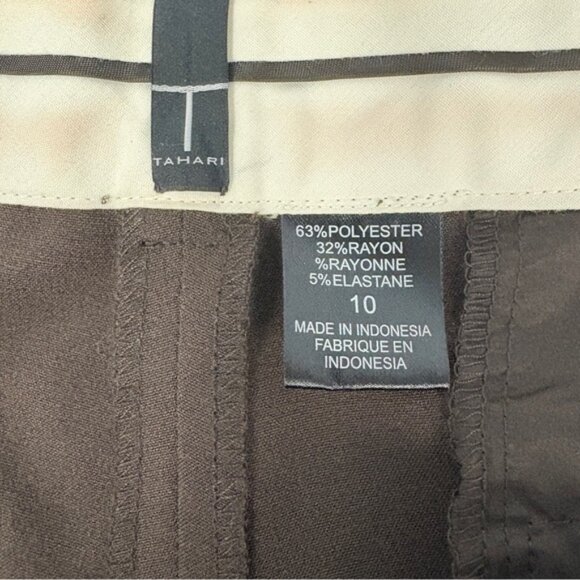 TAHARI
63%POLYESTER
32%RAYON
%RAYONNE
5%ELASTANE
10
MADE IN INDONESIA
FABRIQUE EN
INDONESIA